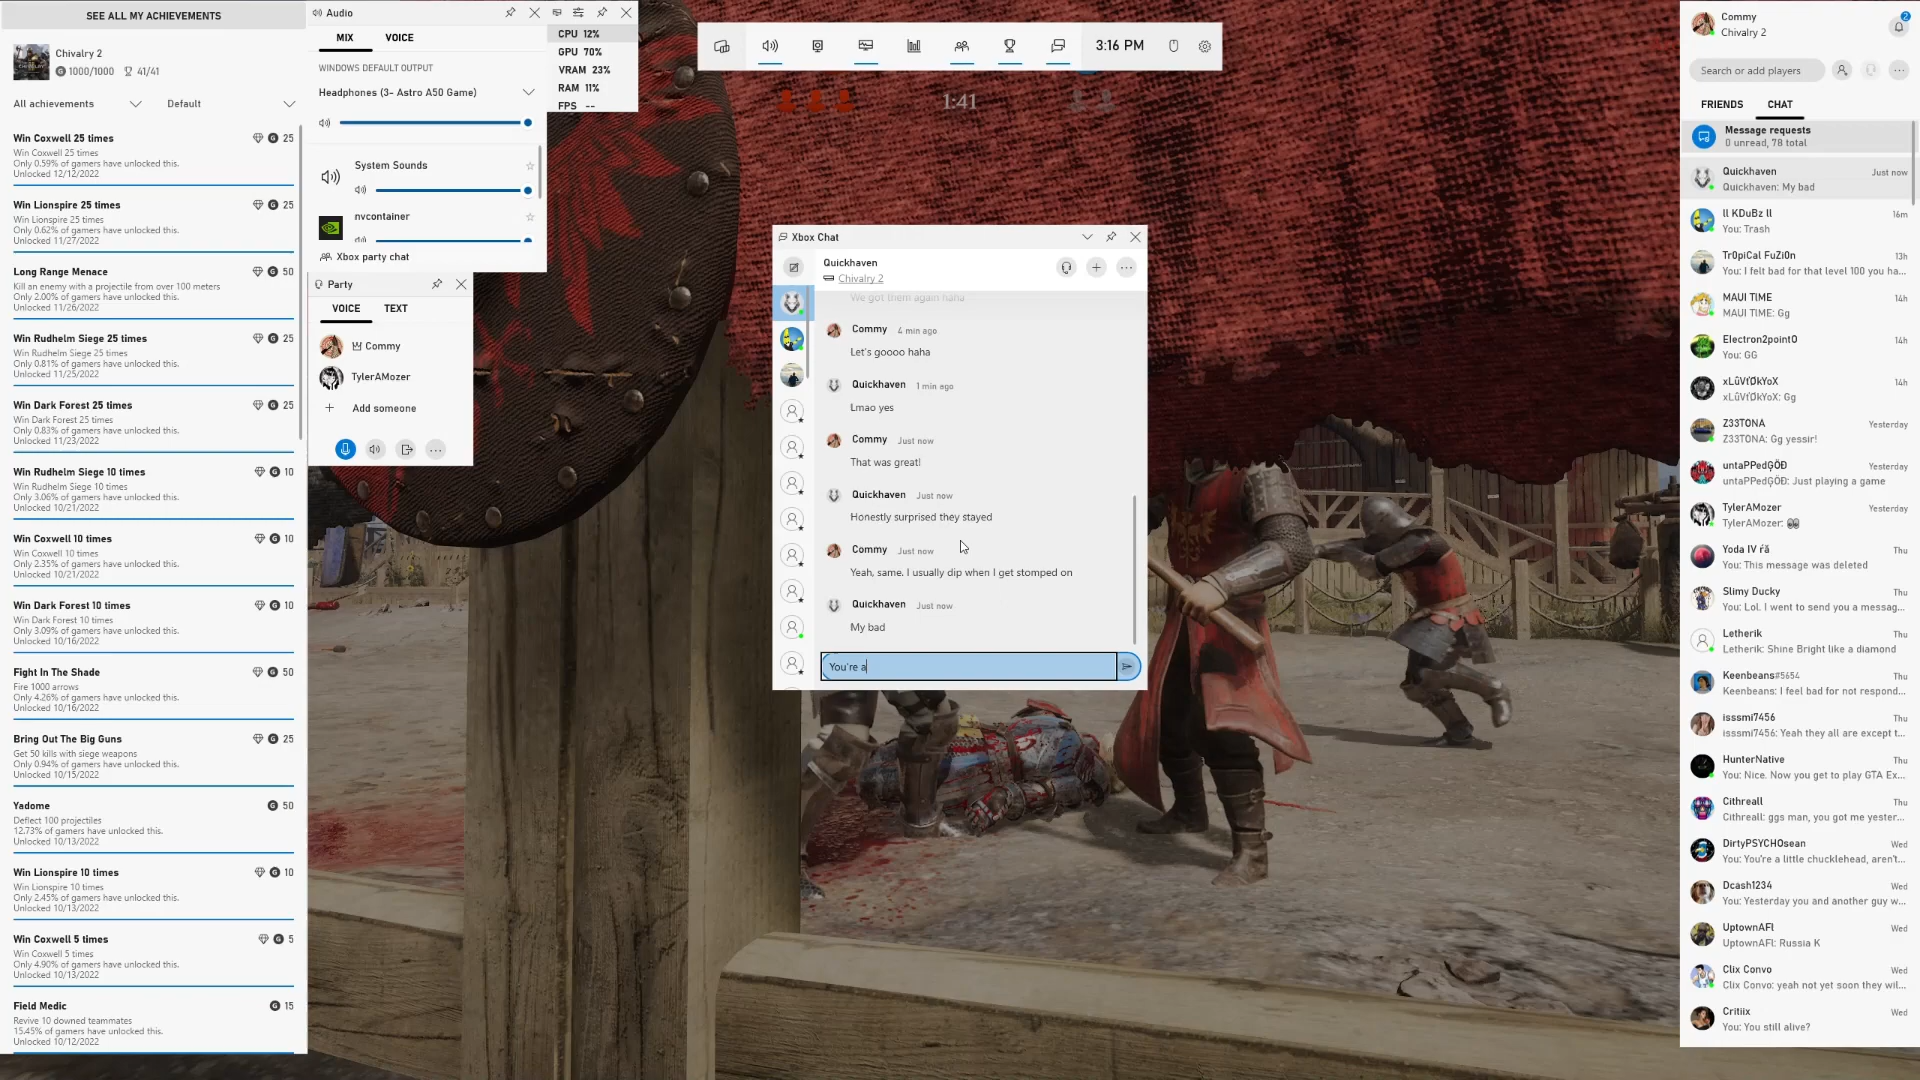 SEE ALL MY ACHIEVEMENTS
Chivalry 2
1000/1000 41/41
All achievements Default
Win Coxwell 25 times 25
Win Coxwell 25 times
Only 0.59% of gamers have unlocked this.
Unlocked 12/12/2022
Win Lionspire 25 times 25
Win Lionspire 25 times
Only 0.62% of gamers have unlocked this.
Unlocked 11/27/2022
Long Range Menace 50
Kill an enemy with a projectile from over 100 meters
Only 2.00% of gamers have unlocked this.
Unlocked 11/26/2022
Win Rudhelm Siege 25 times 25
Win Rudhelm Siege 25 times
Only 0.81% of gamers have unlocked this.
Unlocked 11/25/2022
Win Dark Forest 25 times 25
Win Dark Forest 25 times
Only 0.83% of gamers have unlocked this.
Unlocked 11/23/2022
Win Rudhelm Siege 10 times 10
Win Rudhelm Siege 10 times
Only 3.06% of gamers have unlocked this.
Unlocked 10/21/2022
Win Coxwell 10 times 10
Win Coxwell 10 times
Only 2.35% of gamers have unlocked this.
Unlocked 10/21/2022
Win Dark Forest 10 times 10
Win Dark Forest 10 times
Only 3.09% of gamers have unlocked this.
Unlocked 10/16/2022
Fight In The Shade 50
Fire 1000 arrows
Only 4.26% of gamers have unlocked this.
Unlocked 10/16/2022
Bring Out The Big Guns 25
Get 50 kills with siege weapons
Only 0.94% of gamers have unlocked this.
Unlocked 10/15/2022
Yadome 50
Deflect 100 projectiles
12.73% of gamers have unlocked this.
Unlocked 10/13/2022
Win Lionspire 10 times 10
Win Lionspire 10 times
Only 2.45% of gamers have unlocked this.
Unlocked 10/13/2022
Win Coxwell 5 times 5
Win Coxwell 5 times
Only 4.90% of gamers have unlocked this.
Unlocked 10/13/2022
Field Medic 15
Revive 10 downed teammates
15.45% of gamers have unlocked this.
Unlocked 10/12/2022
Audio
MIX VOICE
WINDOWS DEFAULT OUTPUT
Headphones (3- Astro A50 Game)
System Sounds
nvcontainer
Xbox party chat
CPU 12%
GPU 70%
VRAM 23%
RAM 11%
FPS --
Party
VOICE TEXT
Commy
TylerAMozer
Add someone
3:16 PM
1:41
Xbox Chat
Quickhaven
Chivalry 2
We got them again haha
Commy 4 min ago
Let's goooo haha
Quickhaven 1 min ago
Lmao yes
Commy Just now
That was great!
Quickhaven Just now
Honestly surprised they stayed
Commy Just now
Yeah, same. I usually dip when I get stomped on
Quickhaven Just now
My bad
You're a
Commy
Chivalry 2
2
Search or add players
FRIENDS CHAT
Message requests
0 unread, 78 total
Quickhaven Just now
Quickhaven: My bad
ll KDuBz ll 16m
You: Trash
Tr0piCal FuZi0n 13h
You: I felt bad for that level 100 you ha...
MAUI TIME 14h
MAUI TIME: Gg
Electron2point0 14h
You: GG
xLûVťØkYoX 14h
xLûVťØkYoX: Gg
Z33TONA Yesterday
Z33TONA: Gg yessir!
untaPPedĢÖĐ Yesterday
untaPPedĢÖĐ: Just playing a game
TylerAMozer Yesterday
TylerAMozer: 👀
Yoda IV ŕă Thu
You: This message was deleted
Slimy Ducky Thu
You: Lol. I went to send you a messag...
Letherik Thu
Letherik: Shine Bright like a diamond
Keenbeans#5654 Thu
Keenbeans: I feel bad for not respond...
isssmi7456 Thu
isssmi7456: Yeah they all are except t...
HunterNative Thu
You: Nice. Now you get to play GTA Ex...
Cithreall Thu
Cithreall: ggs man, you got me yester...
DirtyPSYCHOsean Wed
You: You're a little chucklehead, aren't...
Dcash1234 Wed
You: Yesterday you and another guy w...
UptownAFl Wed
UptownAFl: Russia K
Clix Convo Wed
Clix Convo: yeah not yet soon they wil...
Critiix Wed
You: You still alive?